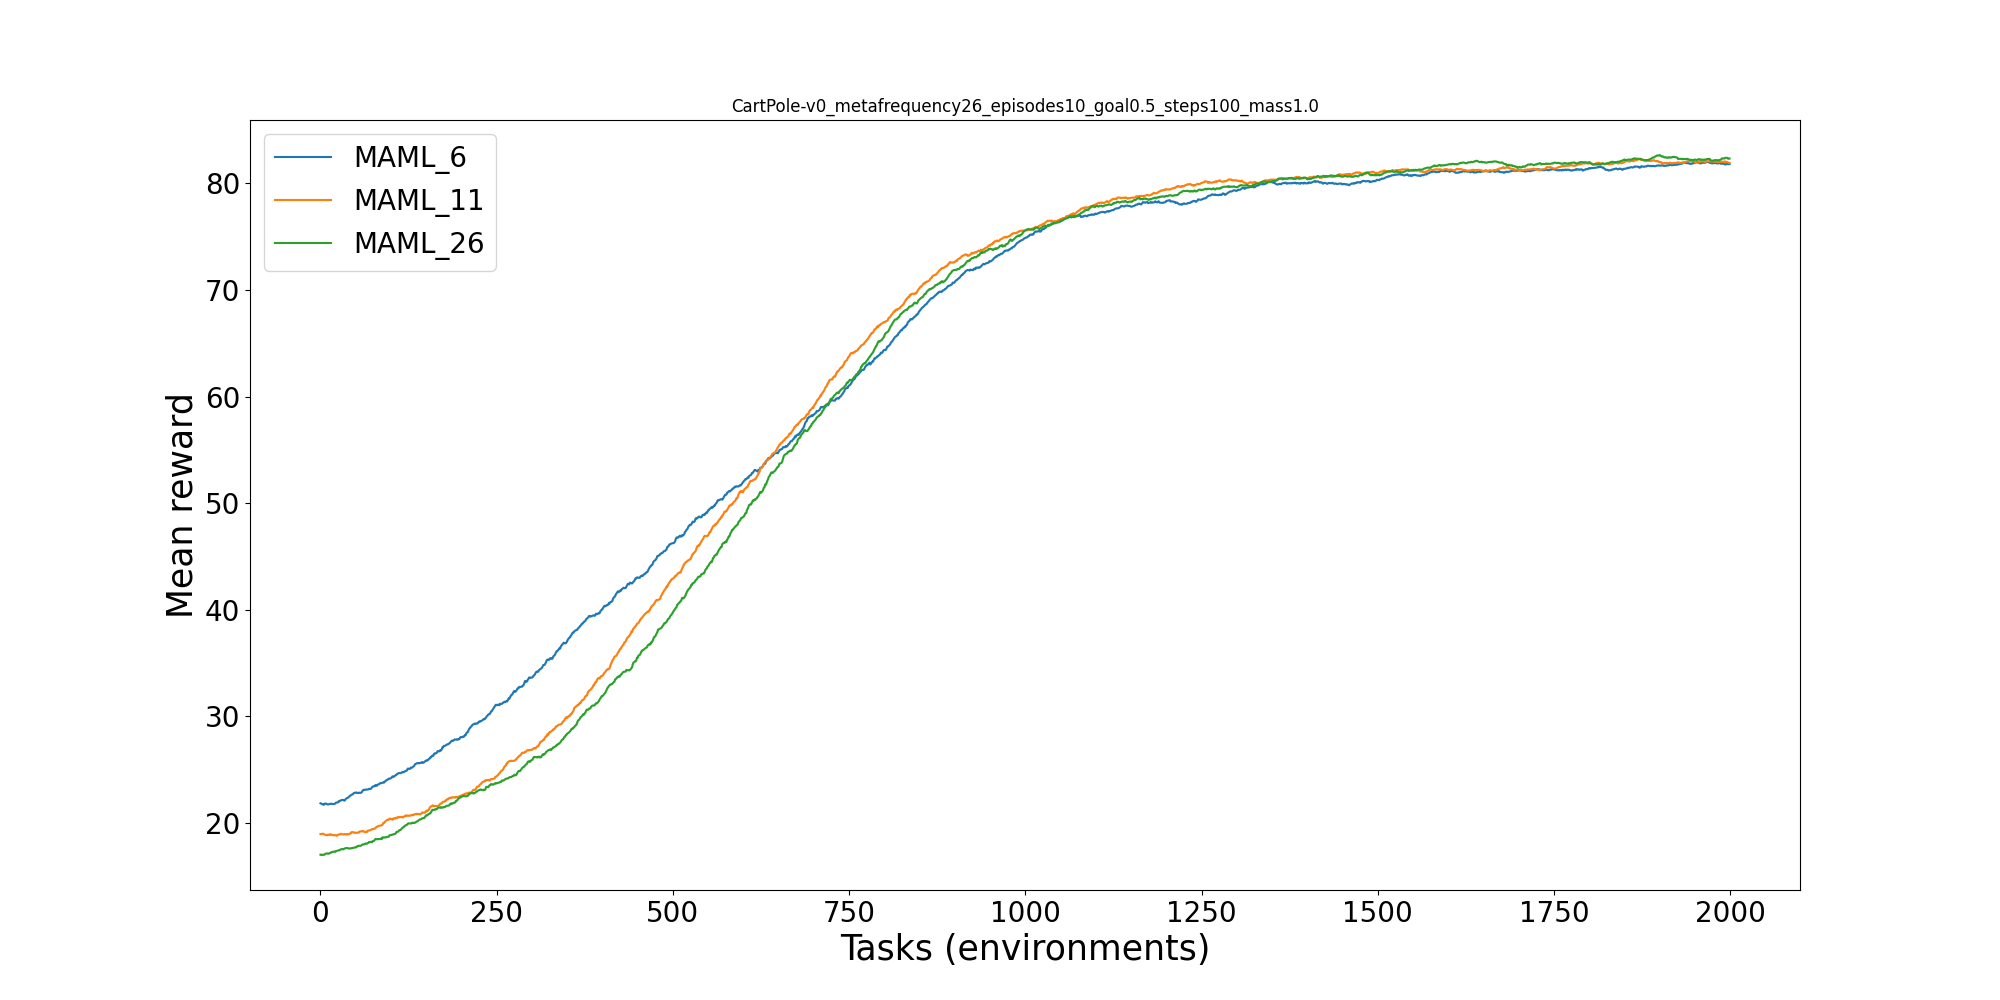 CartPole-v0_metafrequency26_episodes10_goal0.5_steps100_mass1.0
MAML_6
MAML_11
MAML_26
80
70
60
50
40
30
20
Mean reward
0 250 500 750 1000 1250 1500 1750 2000
Tasks (environments)